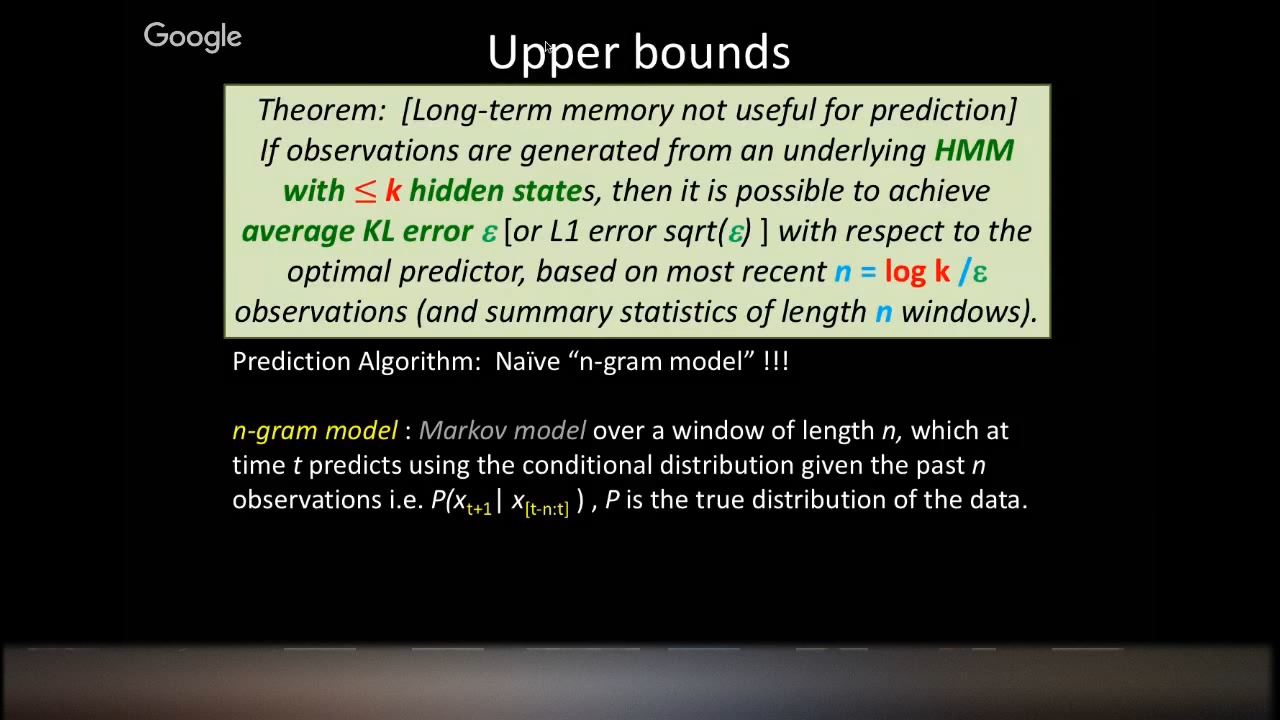 Google
Upper bounds
Theorem: [Long-term memory not useful for prediction]
If observations are generated from an underlying HMM
with ≤ k hidden states, then it is possible to achieve
average KL error ε [or L1 error sqrt(ε) ] with respect to the
optimal predictor, based on most recent n = log k /ε
observations (and summary statistics of length n windows).
Prediction Algorithm: Naïve “n-gram model” !!!
n-gram model : Markov model over a window of length n, which at
time t predicts using the conditional distribution given the past n
observations i.e. P(x_{t+1}| x_{[t-n:t]} ) , P is the true distribution of the data.